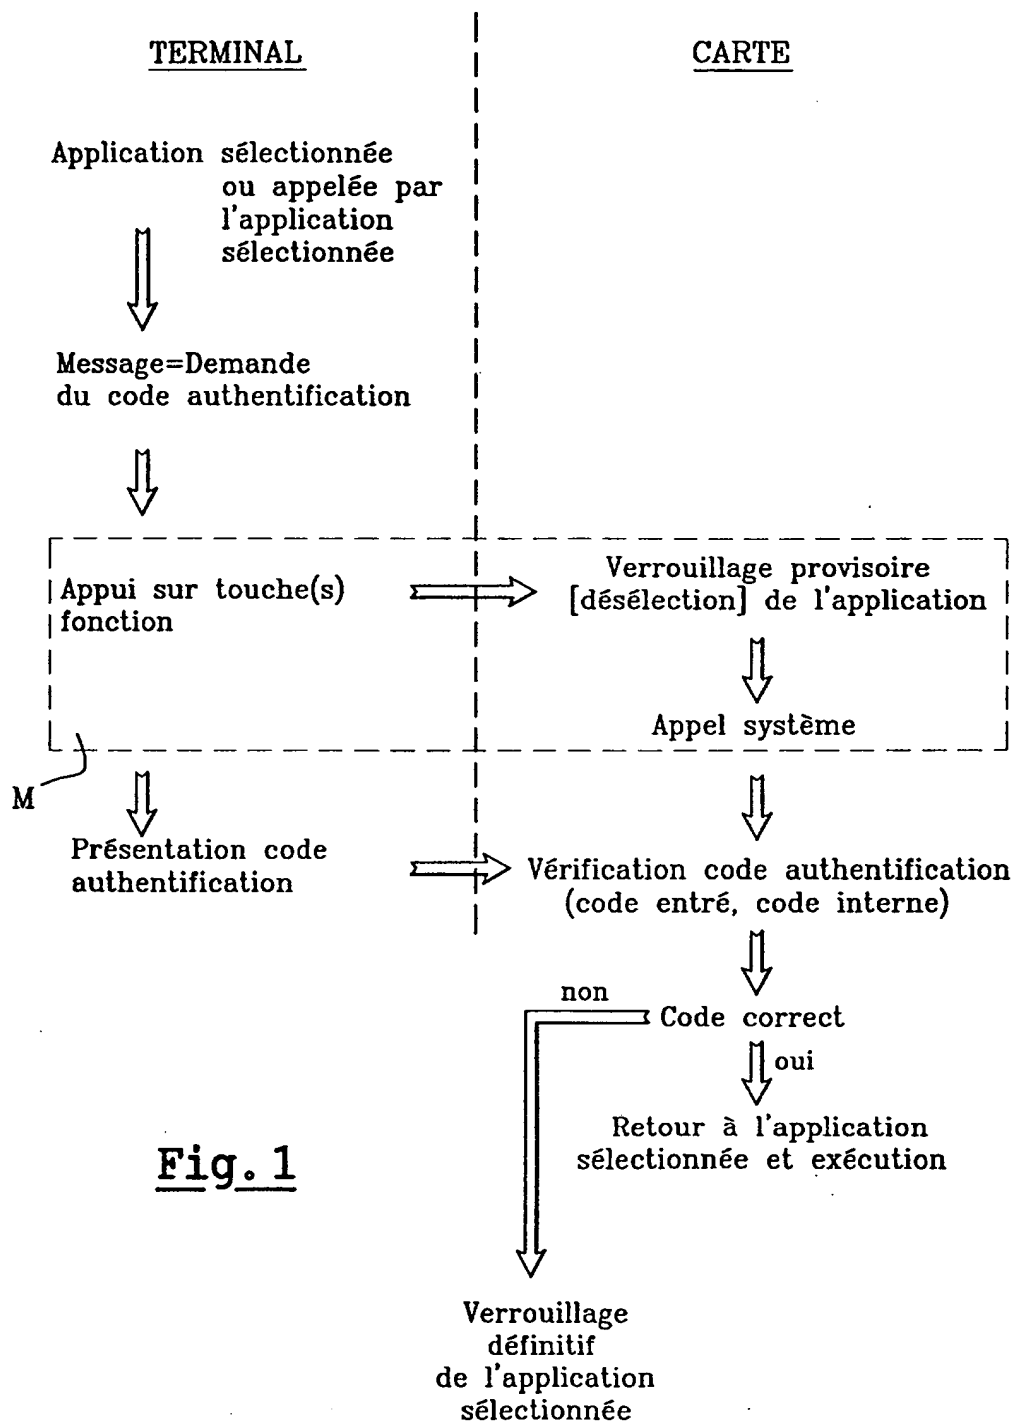 TERMINAL
CARTE
Application sélectionnée
ou appelée par
l'application
sélectionnée
Message=Demande
du code authentification
Appui sur touche(s)
fonction
Verrouillage provisoire
[désélection] de l'application
Appel système
M
Présentation code
authentification
Vérification code authentification
(code entré, code interne)
non
Code correct
oui
Retour à l'application
sélectionnée et exécution
Fig. 1
Verrouillage
définitif
de l'application
sélectionnée